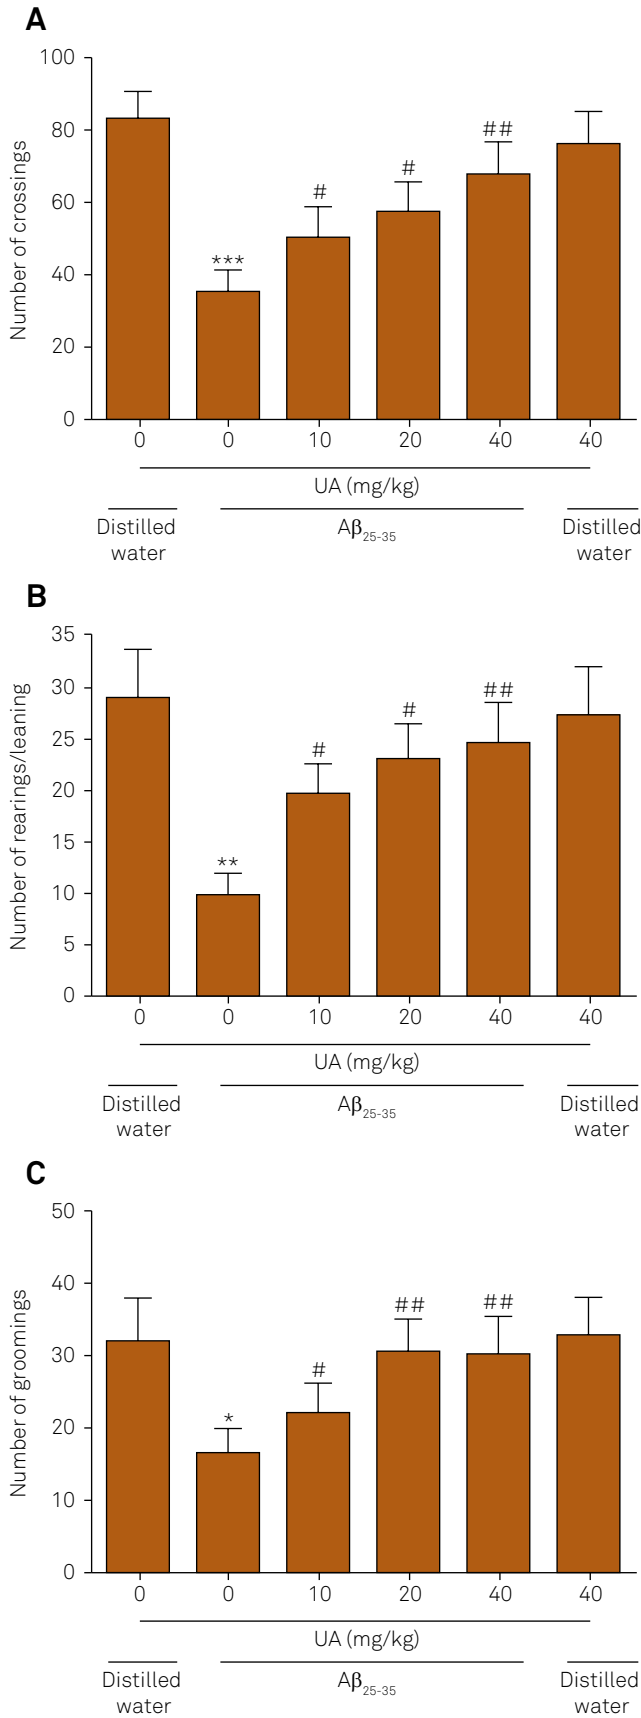 A
Number of crossings
100
80
60
40
20
0
***
#
#
##
0 0 10 20 40 40
UA (mg/kg)
Distilled water
Aβ25-35
Distilled water
B
Number of rearings/leaning
35
30
25
20
15
10
5
0
**
#
#
##
0 0 10 20 40 40
UA (mg/kg)
Distilled water
Aβ25-35
Distilled water
C
Number of groomings
50
40
30
20
10
0
*
#
##
##
0 0 10 20 40 40
UA (mg/kg)
Distilled water
Aβ25-35
Distilled water